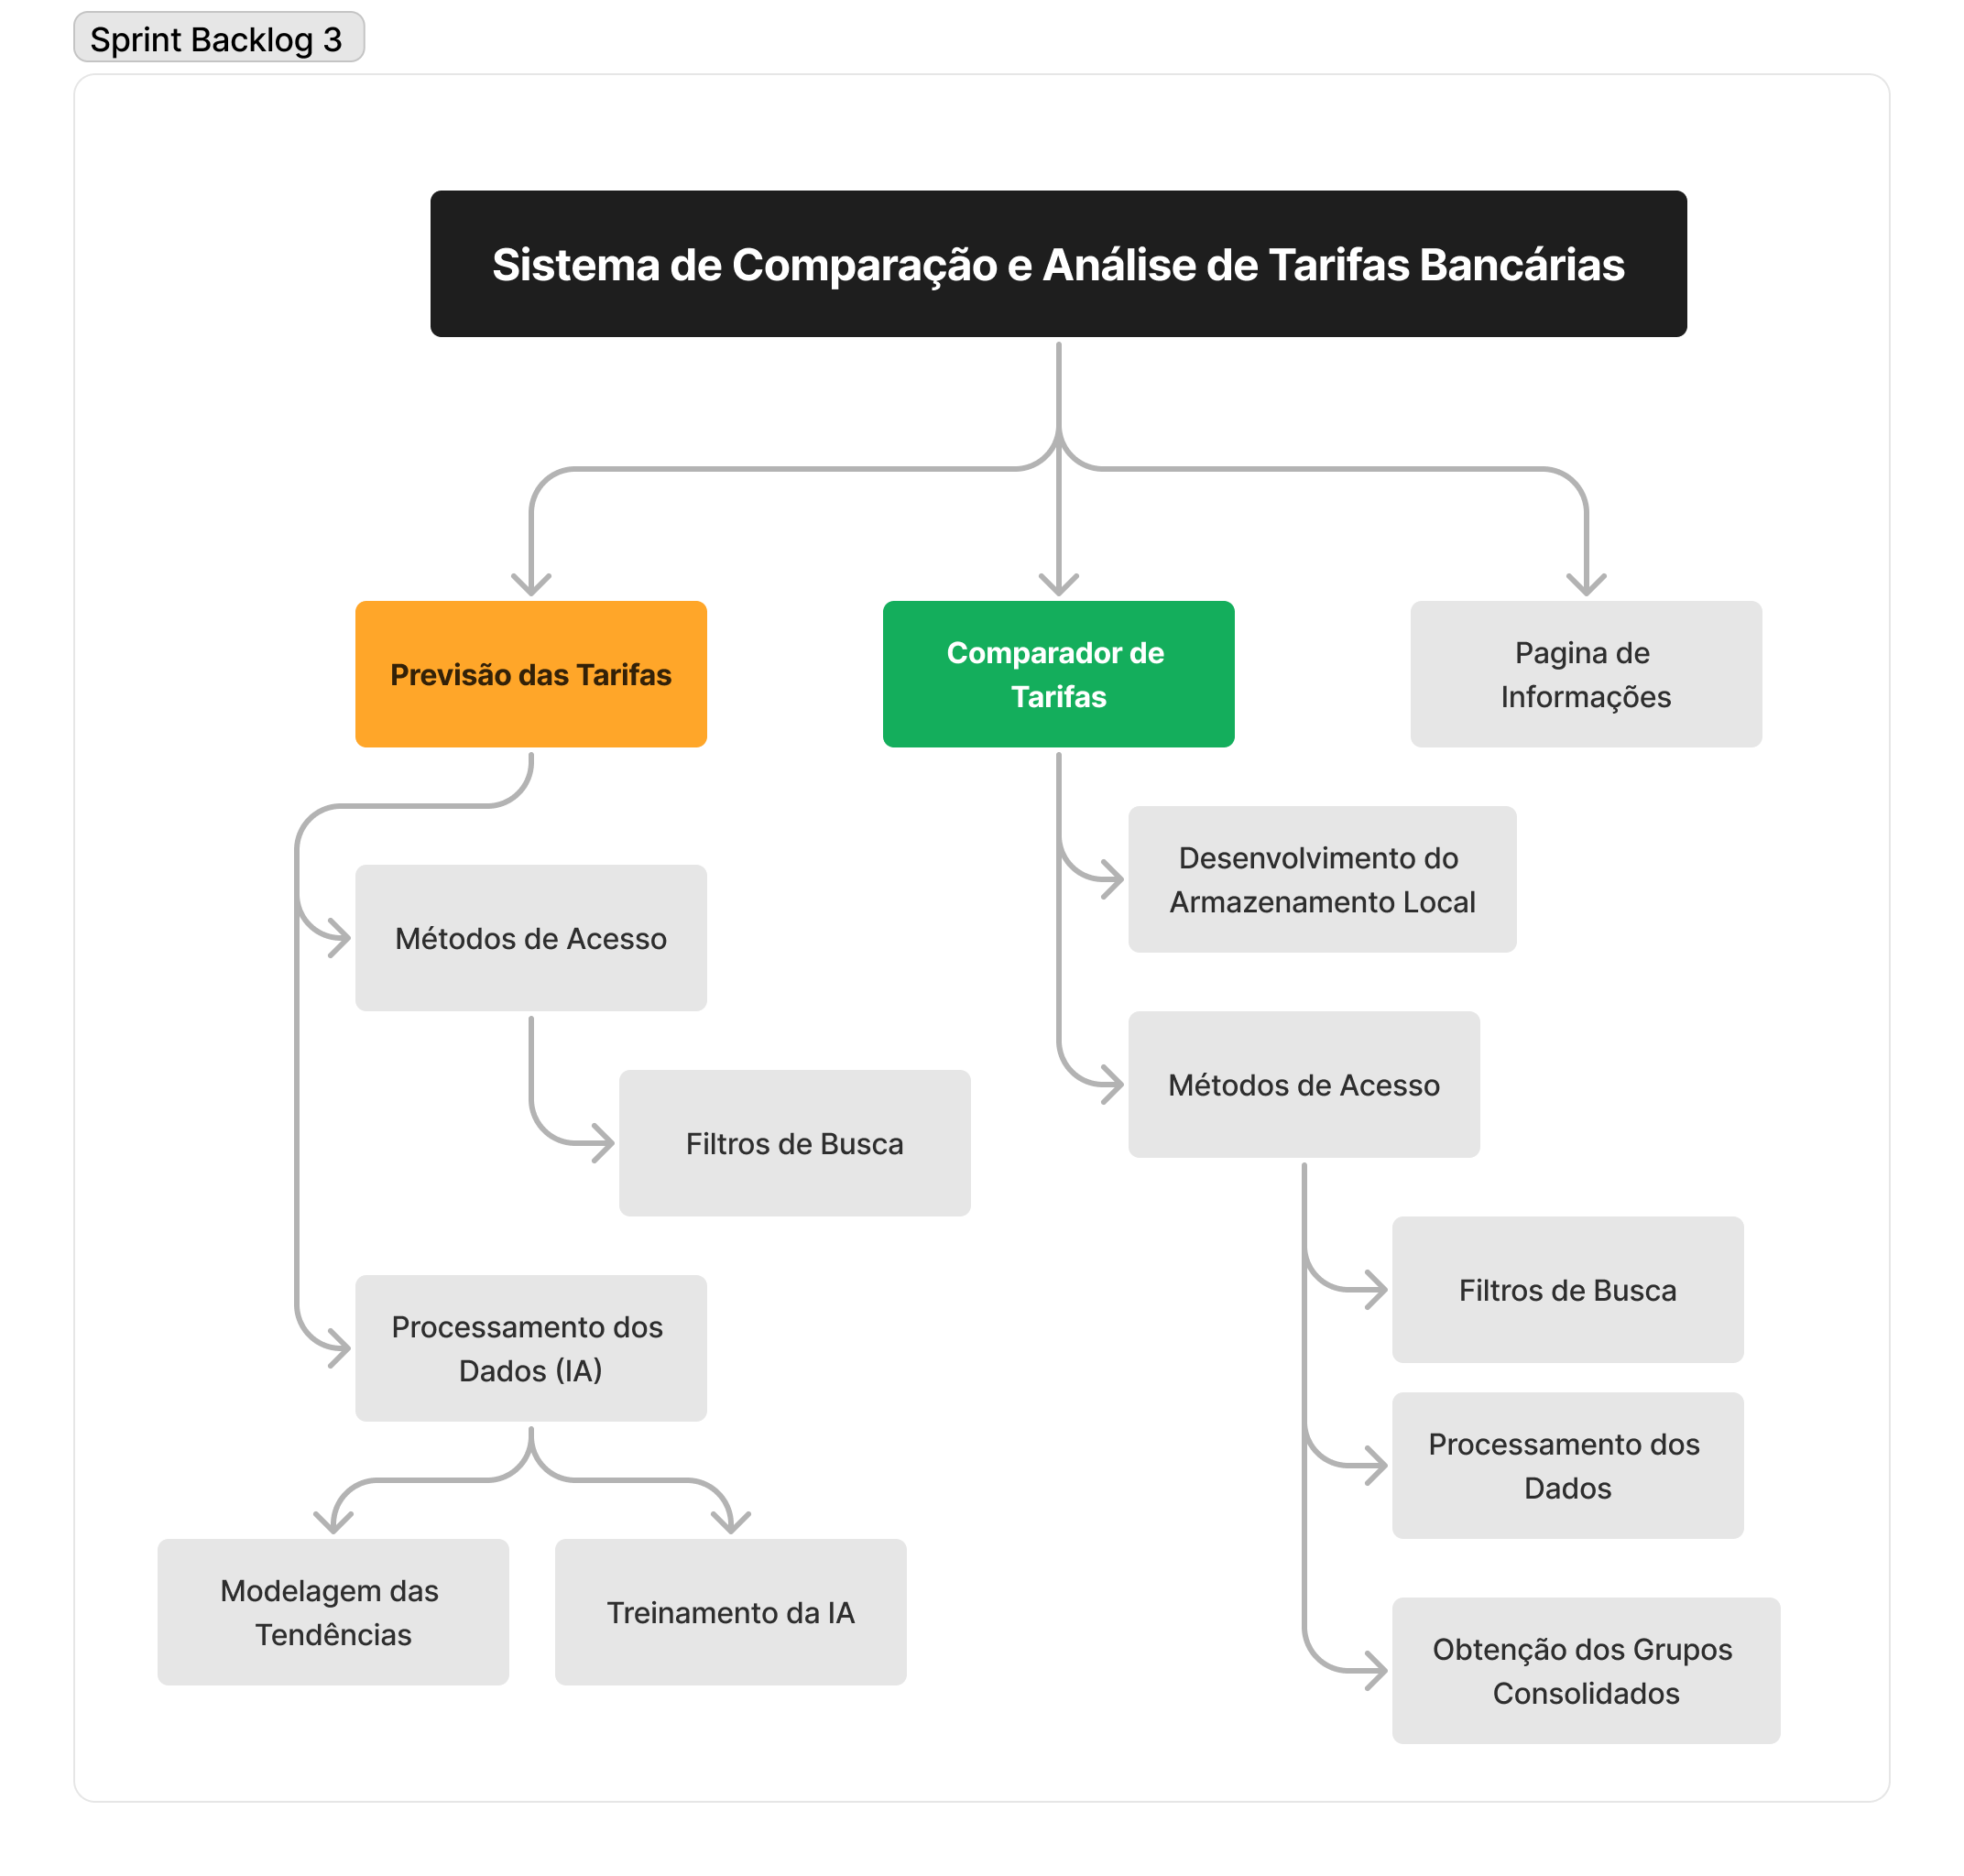 Sprint Backlog 3
Sistema de Comparação e Análise de Tarifas Bancárias
Previsão das Tarifas
Comparador de
Tarifas
Pagina de
Informações
Métodos de Acesso
Filtros de Busca
Processamento dos
Dados (IA)
Modelagem das
Tendências
Treinamento da IA
Desenvolvimento do
Armazenamento Local
Métodos de Acesso
Filtros de Busca
Processamento dos
Dados
Obtenção dos Grupos
Consolidados